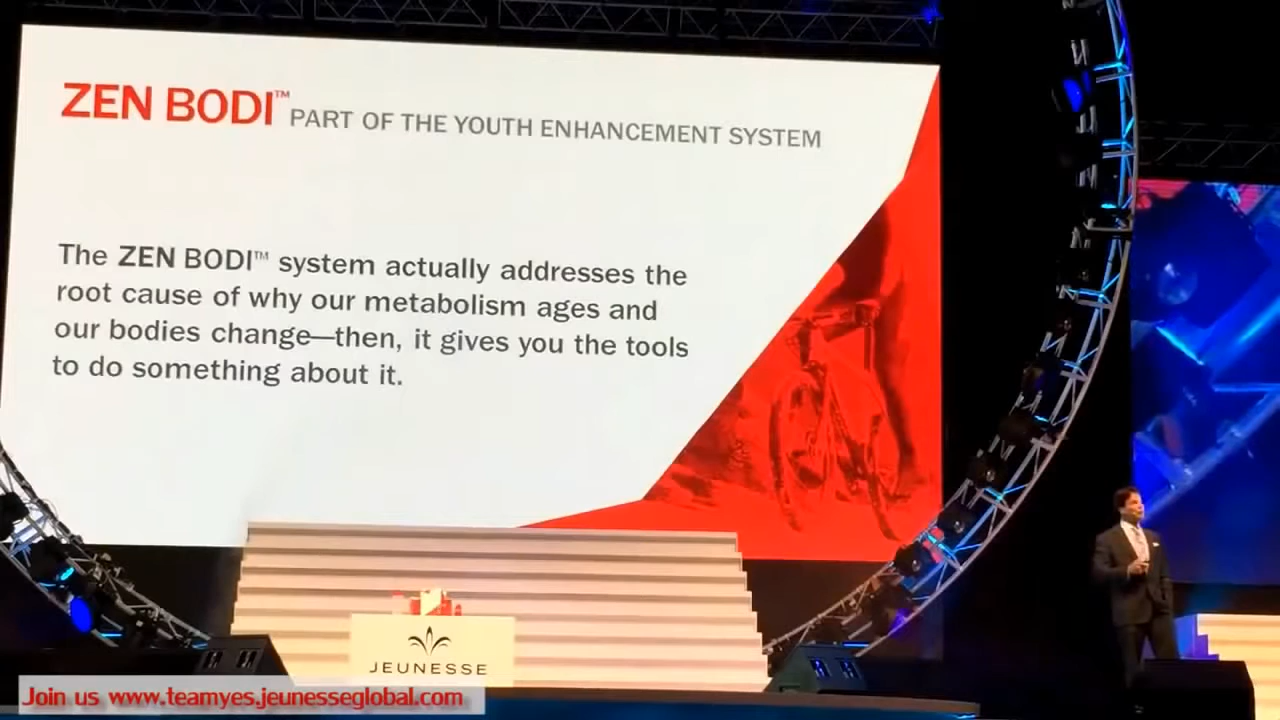 ZEN BODI™ PART OF THE YOUTH ENHANCEMENT SYSTEM
The ZEN BODI™ system actually addresses the
root cause of why our metabolism ages and
our bodies change—then, it gives you the tools
to do something about it.
JEUNESSE
Join us www.teamyes.jeunesseglobal.com